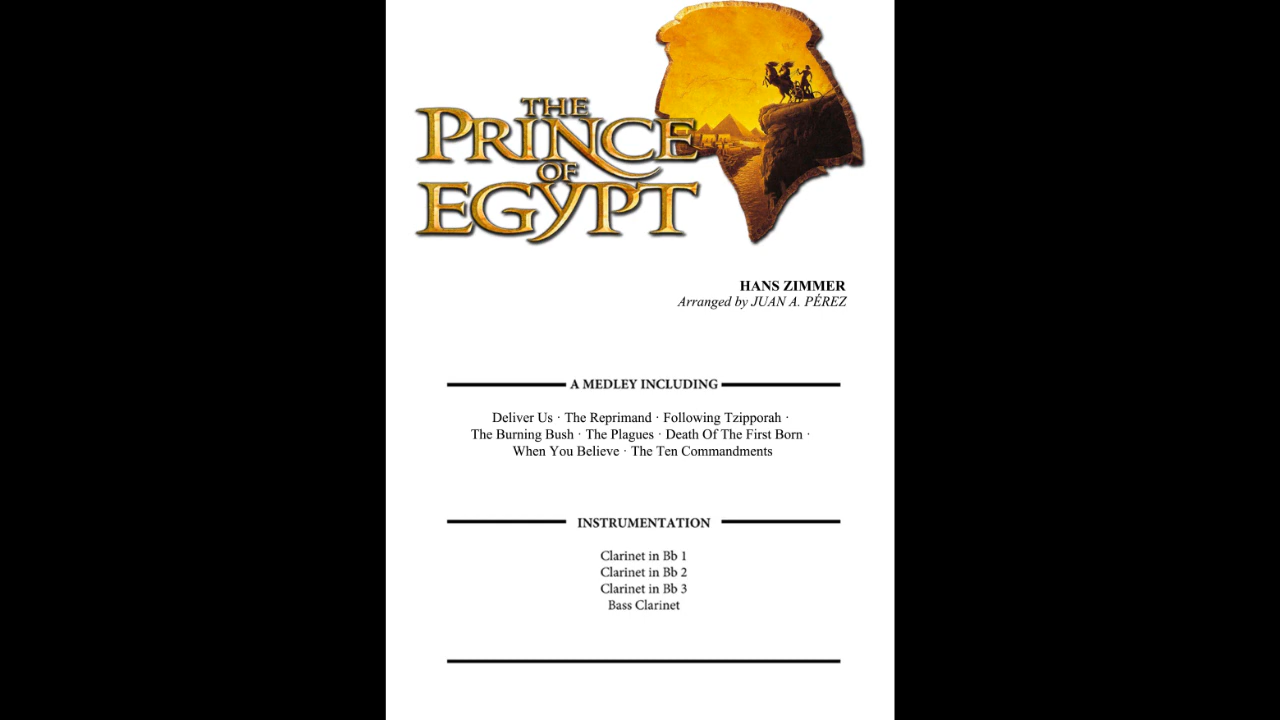 THE
PRINCE
OF
EGYPT
HANS ZIMMER
Arranged by JUAN A. PÉREZ
A MEDLEY INCLUDING
Deliver Us · The Reprimand · Following Tzipporah ·
The Burning Bush · The Plagues · Death Of The First Born ·
When You Believe · The Ten Commandments
INSTRUMENTATION
Clarinet in Bb 1
Clarinet in Bb 2
Clarinet in Bb 3
Bass Clarinet